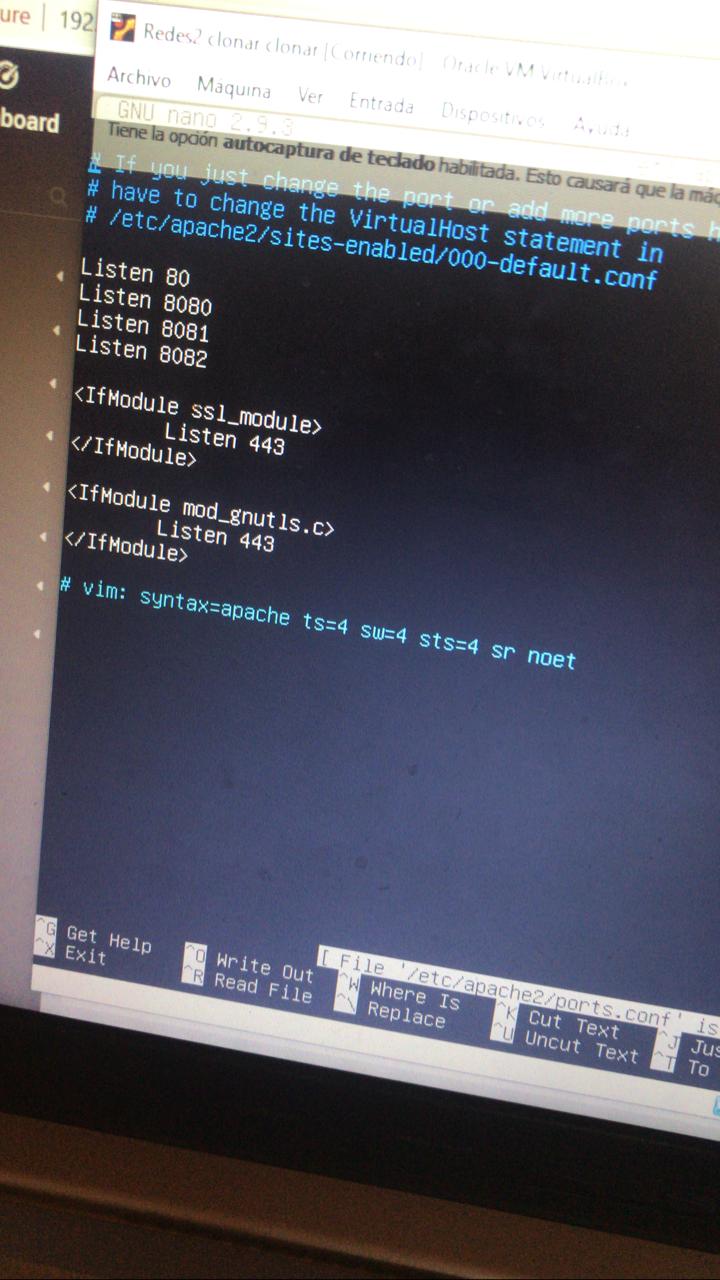 ure | 192.
board
Redes2 clonar clonar [Corriendo] Oracle VM VirtualBox
Archivo Máquina Ver Entrada Dispositivos Ayuda
GNU nano 2.9.3
Tiene la opción autocaptura de teclado habilitada. Esto causará que la máq
# If you just change the port or add more ports h
# have to change the VirtualHost statement in
# /etc/apache2/sites-enabled/000-default.conf
Listen 80
Listen 8080
Listen 8081
Listen 8082
<IfModule ssl_module>
Listen 443
</IfModule>
<IfModule mod_gnutls.c>
Listen 443
</IfModule>
# vim: syntax=apache ts=4 sw=4 sts=4 sr noet
[ File '/etc/apache2/ports.conf' is
^G Get Help ^O Write Out ^W Where Is ^K Cut Text ^J Jus
^X Exit ^R Read File ^\ Replace ^U Uncut Text ^T To